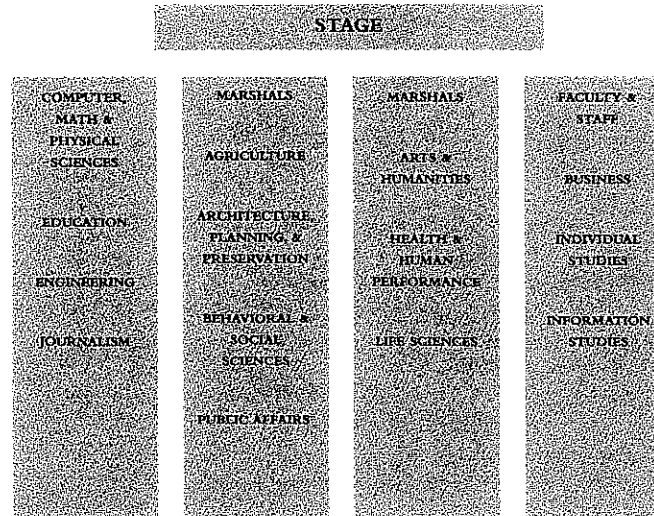 STAGE
COMPUTER,
MATH &
PHYSICAL
SCIENCES
EDUCATION
ENGINEERING
JOURNALISM
MARSHALS
AGRICULTURE
ARCHITECTURE,
PLANNING, &
PRESERVATION
BEHAVIORAL &
SOCIAL
SCIENCES
PUBLIC AFFAIRS
MARSHALS
ARTS &
HUMANITIES
HEALTH &
HUMAN
PERFORMANCE
LIFE SCIENCES
FACULTY &
STAFF
BUSINESS
INDIVIDUAL
STUDIES
INFORMATION
STUDIES